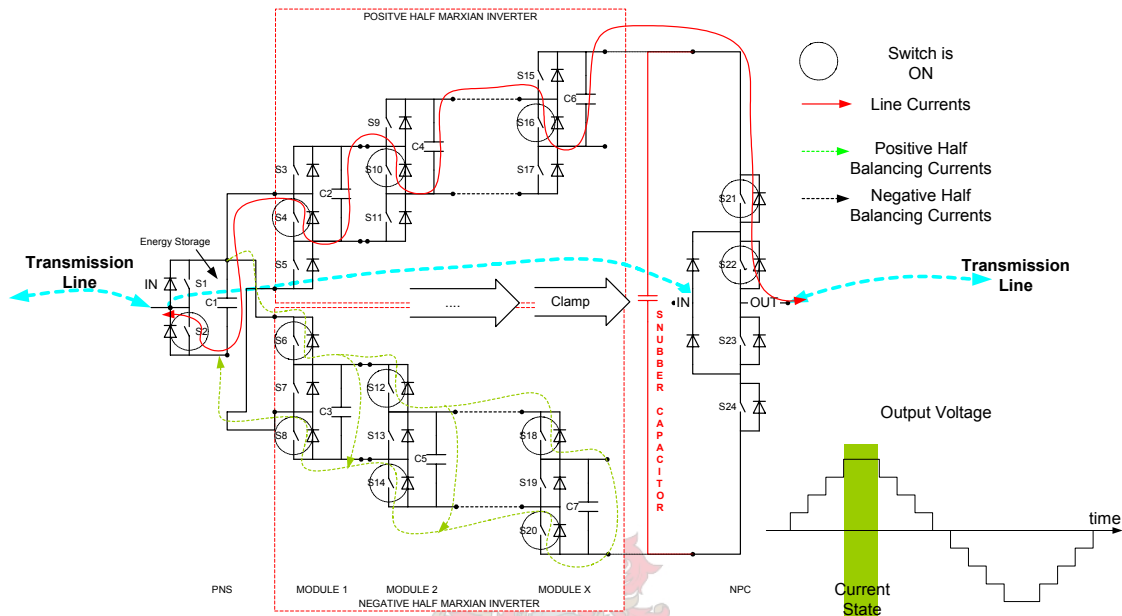 POSITVE HALF MARXIAN INVERTER
Switch is
ON
Line Currents
Positive Half
Balancing Currents
Negative Half
Balancing Currents
S15
C6
S16
S17
S9
C4
S10
S11
S3
C2
S4
S5
S21
S22
Energy Storage
Transmission
Line
IN
S1
C1
S2
....
Clamp
IN
OUT
Transmission
Line
SNUBBER CAPACITOR
S6
S7
C3
S8
S12
S13
C5
S14
S18
S19
C7
S20
S23
S24
Output Voltage
time
Current
State
PNS
MODULE 1
MODULE 2
MODULE X
NPC
NEGATIVE HALF MARXIAN INVERTER